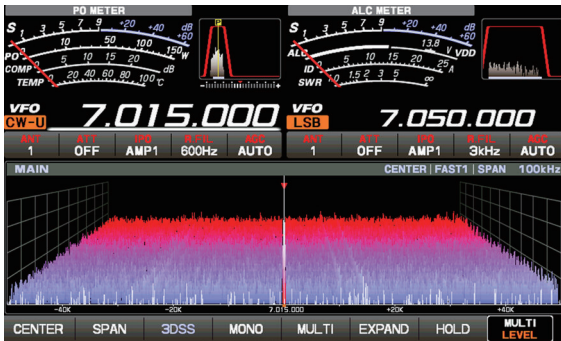 PO METER ALC METER
S 1 3 5 7 9 +20 +40 dB +60
PO 10 50 100 150 W
COMP 5 10 15 20 dB
TEMP 20 40 60 80 100 °C
P
S 1 3 5 7 9 +20 +40 dB +60
ALC 13.8 V VDD
ID 5 10 15 20 25 A
SWR 1.0 1.5 2 3 5 ∞
VFO
CW-U 7.015.000
VFO
LSB 7.050.000
ANT ATT IPO R.FIL AGC
1 OFF AMP1 600Hz AUTO
ANT ATT IPO R.FIL AGC
1 OFF AMP1 3kHz AUTO
MAIN CENTER | FAST1 | SPAN 100kHz
-40K -20K 7.015.000 +20K +40K
CENTER SPAN 3DSS MONO MULTI EXPAND HOLD MULTI
LEVEL